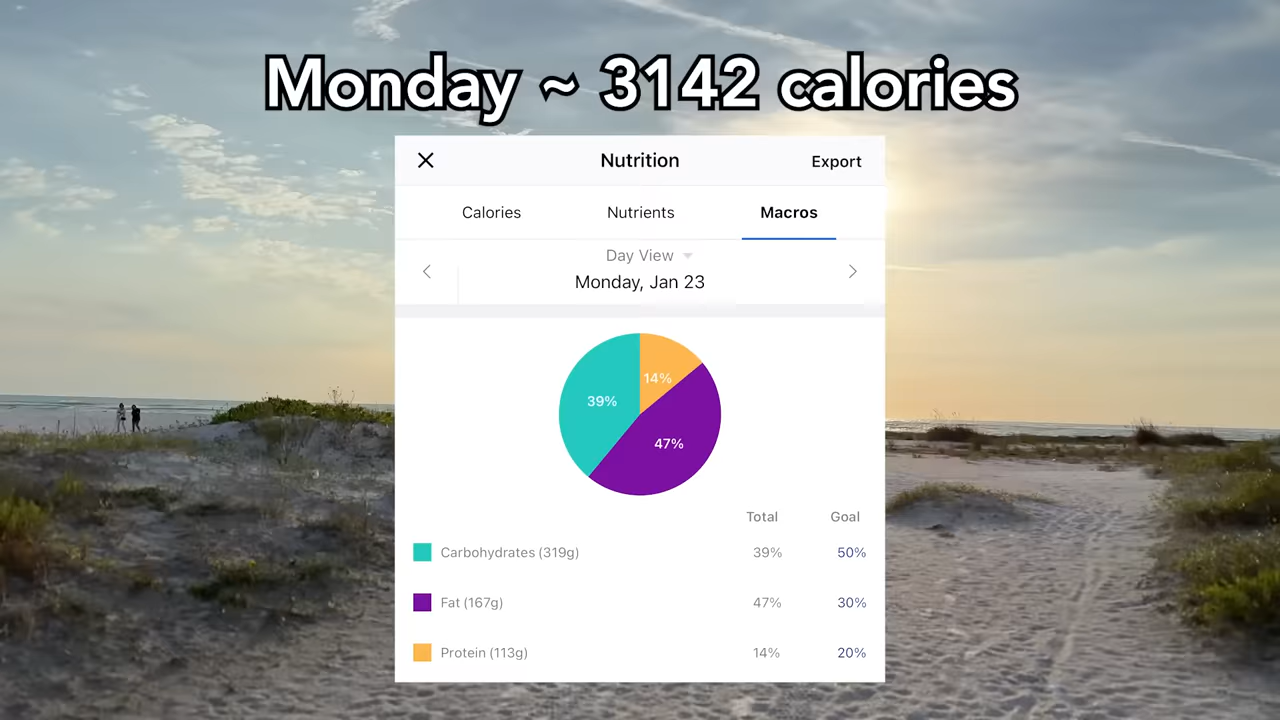 Monday ~ 3142 calories
Nutrition Export
Calories Nutrients Macros
Day View
Monday, Jan 23
14%
39%
47%
Total Goal
Carbohydrates (319g) 39% 50%
Fat (167g) 47% 30%
Protein (113g) 14% 20%